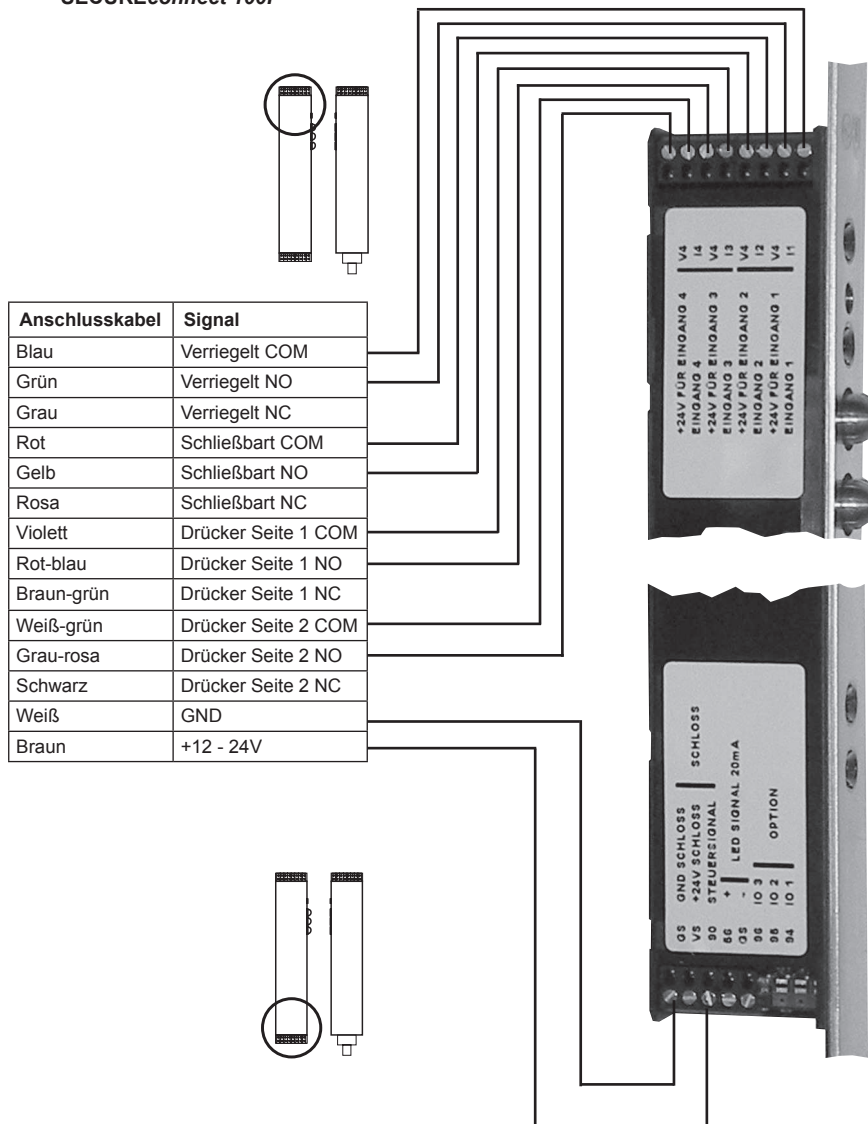 SECUREconnect 100F
Anschlusskabel Signal
Blau Verriegelt COM
Grün Verriegelt NO
Grau Verriegelt NC
Rot Schließbart COM
Gelb Schließbart NO
Rosa Schließbart NC
Violett Drücker Seite 1 COM
Rot-blau Drücker Seite 1 NO
Braun-grün Drücker Seite 1 NC
Weiß-grün Drücker Seite 2 COM
Grau-rosa Drücker Seite 2 NO
Schwarz Drücker Seite 2 NC
Weiß GND
Braun +12 - 24V
+24V FÜR EINGANG 4 V4
EINGANG 4 I4
+24V FÜR EINGANG 3 V4
EINGANG 3 I3
+24V FÜR EINGANG 2 V4
EINGANG 2 I2
+24V FÜR EINGANG 1 V4
EINGANG 1 I1
GS GND SCHLOSS
VS +24V SCHLOSS SCHLOSS
90 STEUERSIGNAL
+ LED SIGNAL 20mA
GS -
96 IO 3
95 IO 2 OPTION
94 IO 1